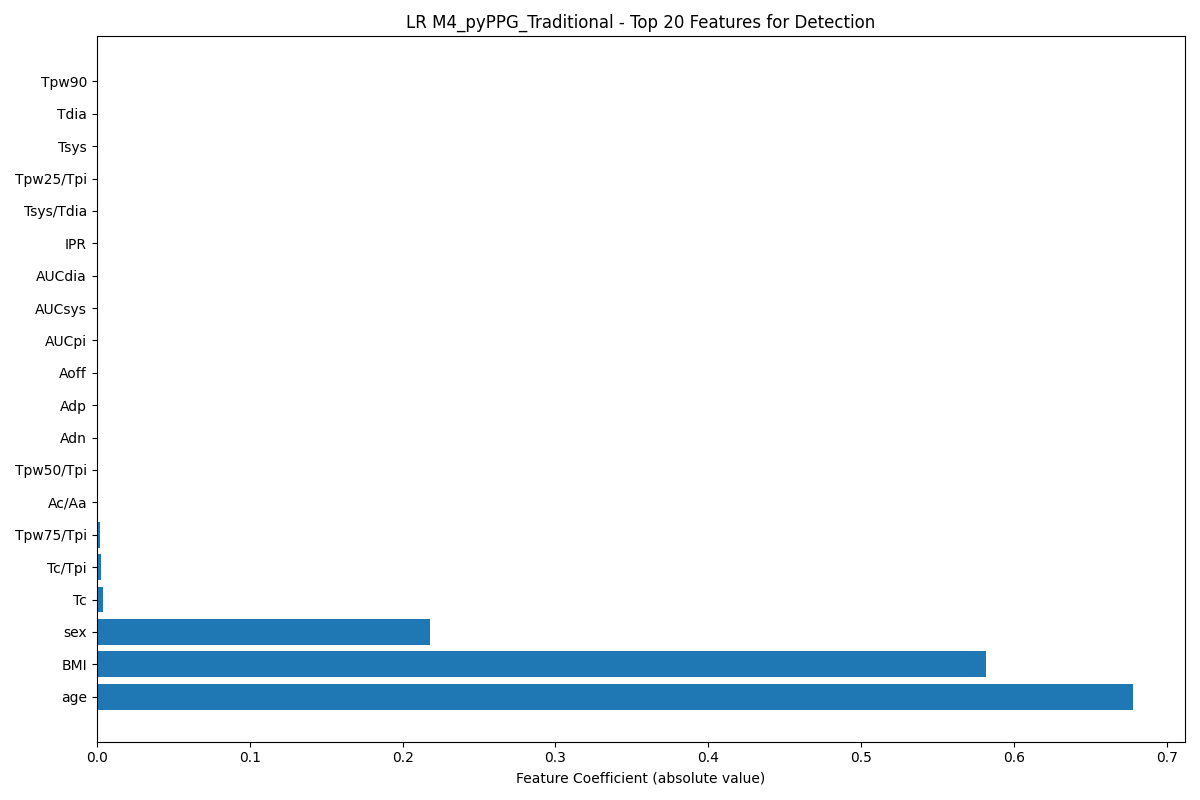 LR M4_pyPPG_Traditional - Top 20 Features for Detection
Tpw90
Tdia
Tsys
Tpw25/Tpi
Tsys/Tdia
IPR
AUCdia
AUCsys
AUCpi
Aoff
Adp
Adn
Tpw50/Tpi
Ac/Aa
Tpw75/Tpi
Tc/Tpi
Tc
sex
BMI
age
0.0 0.1 0.2 0.3 0.4 0.5 0.6 0.7
Feature Coefficient (absolute value)